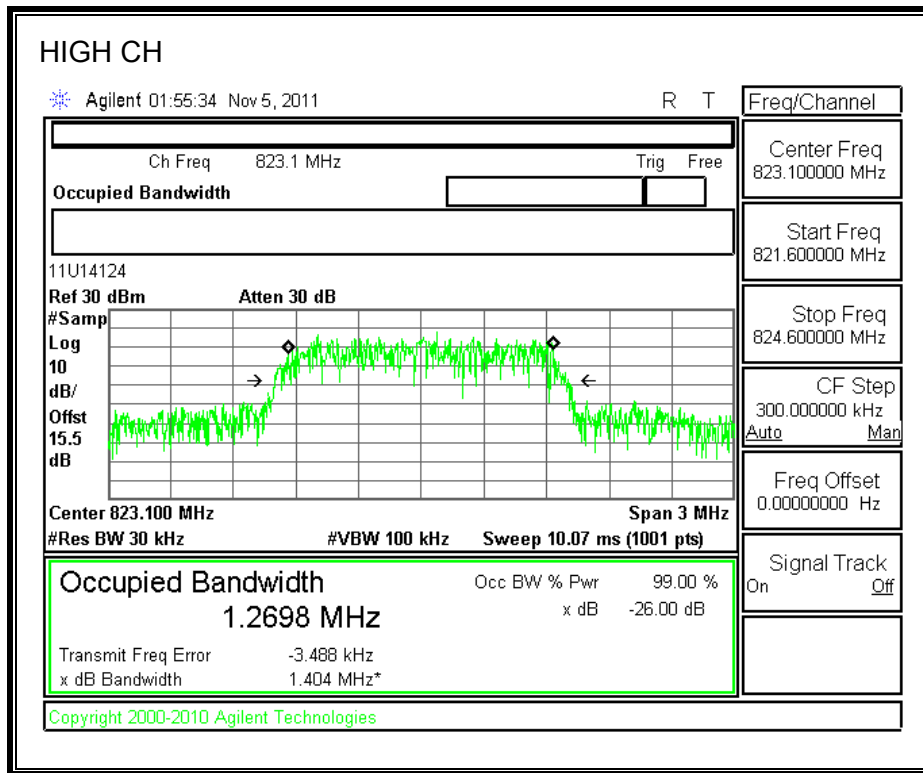 HIGH CH
Agilent 01:55:34 Nov 5, 2011 R T
Freq/Channel
Ch Freq 823.1 MHz Trig Free
Occupied Bandwidth
Center Freq
823.100000 MHz
Start Freq
821.600000 MHz
Stop Freq
824.600000 MHz
CF Step
300.000000 kHz
Auto Man
Freq Offset
0.00000000 Hz
Signal Track
On Off
11U14124
Ref 30 dBm Atten 30 dB
#Samp
Log
10
dB/
Offst
15.5
dB
Center 823.100 MHz Span 3 MHz
#Res BW 30 kHz #VBW 100 kHz Sweep 10.07 ms (1001 pts)
Occupied Bandwidth Occ BW % Pwr 99.00 %
1.2698 MHz x dB -26.00 dB
Transmit Freq Error -3.488 kHz
x dB Bandwidth 1.404 MHz*
Copyright 2000-2010 Agilent Technologies